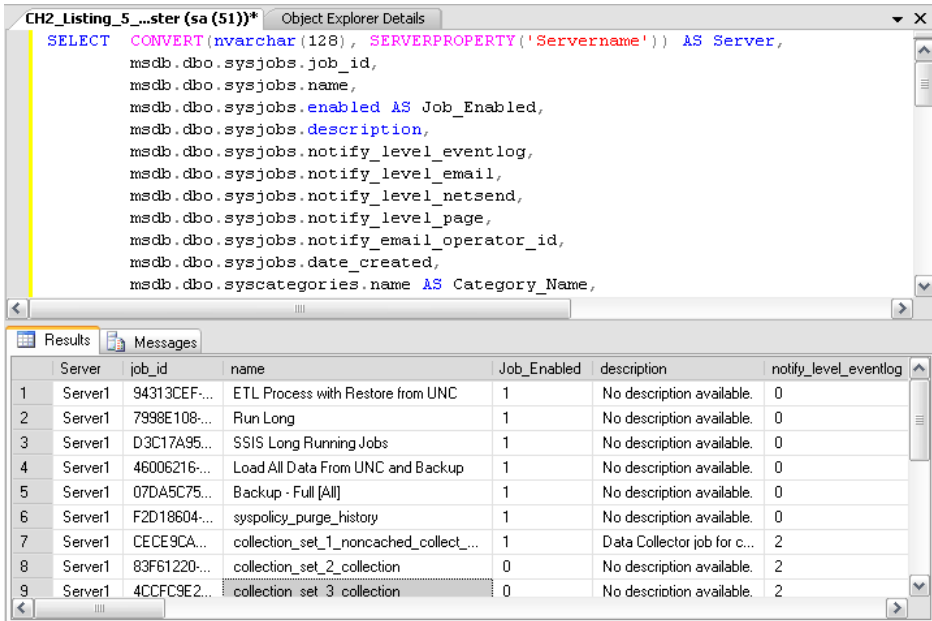 CH2_Listing_5_...ster (sa (51))* Object Explorer Details
SELECT CONVERT(nvarchar(128), SERVERPROPERTY('Servername')) AS Server,
msdb.dbo.sysjobs.job_id,
msdb.dbo.sysjobs.name,
msdb.dbo.sysjobs.enabled AS Job_Enabled,
msdb.dbo.sysjobs.description,
msdb.dbo.sysjobs.notify_level_eventlog,
msdb.dbo.sysjobs.notify_level_email,
msdb.dbo.sysjobs.notify_level_netsend,
msdb.dbo.sysjobs.notify_level_page,
msdb.dbo.sysjobs.notify_email_operator_id,
msdb.dbo.sysjobs.date_created,
msdb.dbo.syscategories.name AS Category_Name,
Results Messages
Server job_id name Job_Enabled description notify_level_eventlog
1 Server1 94313CEF-... ETL Process with Restore from UNC 1 No description available. 0
2 Server1 7998E108-... Run Long 1 No description available. 0
3 Server1 D3C17A95... SSIS Long Running Jobs 1 No description available. 0
4 Server1 46006216-... Load All Data From UNC and Backup 1 No description available. 0
5 Server1 07DA5C75... Backup - Full [All] 1 No description available. 0
6 Server1 F2D18604-... syspolicy_purge_history 1 No description available. 0
7 Server1 CECE9CA... collection_set_1_noncached_collect_... 1 Data Collector job for c... 2
8 Server1 83F61220-... collection_set_2_collection 0 No description available. 2
9 Server1 4CCFC9E2... collection_set_3_collection 0 No description available. 2